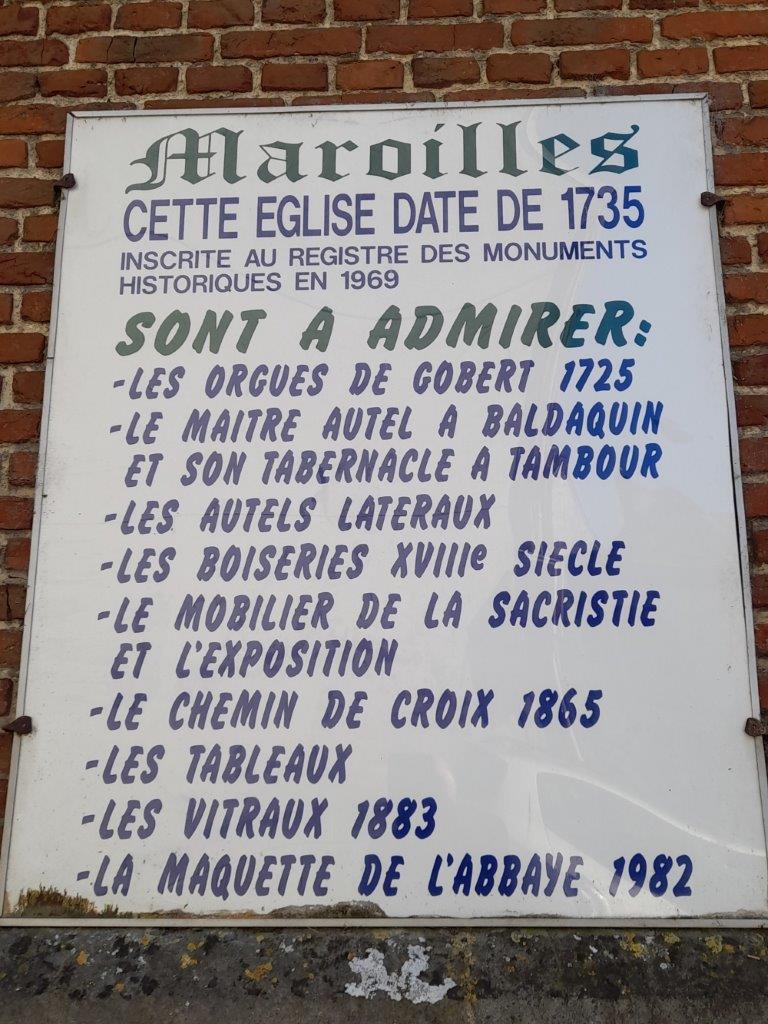 Maroilles
CETTE EGLISE DATE DE 1735
INSCRITE AU REGISTRE DES MONUMENTS
HISTORIQUES EN 1969
SONT A ADMIRER:
-LES ORGUES DE GOBERT 1725
-LE MAITRE AUTEL A BALDAQUIN
ET SON TABERNACLE A TAMBOUR
-LES AUTELS LATERAUX
-LES BOISERIES XVIIIe SIECLE
-LE MOBILIER DE LA SACRISTIE
ET L'EXPOSITION
-LE CHEMIN DE CROIX 1865
-LES TABLEAUX
-LES VITRAUX 1883
-LA MAQUETTE DE L'ABBAYE 1982